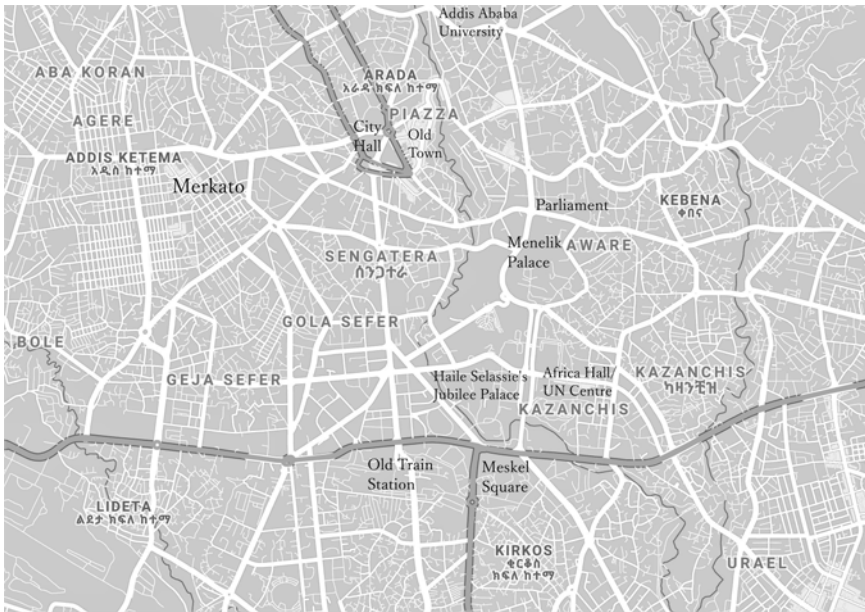 Addis Ababa
University
ABA KORAN
ARADA
አራዳ ክፍለ ከተማ
AGERE
PIAZZA
City
Hall
Old
Town
ADDIS KETEMA
አዲስ ከተማ
Merkato
KEBENA
ቀበና
Parliament
Menelik
Palace
AWARE
SENGATERA
ሰንጋተራ
GOLA SEFER
BOLE
GEJA SEFER
Haile Selassie's
Jubilee Palace
Africa Hall/
UN Centre
KAZANCHIS
KAZANCHIS
ካዛንቺዝ
Old Train
Station
Meskel
Square
LIDETA
ልደታ ክፍለ ከተማ
KIRKOS
ቂርቆስ
ክፍለ ከተማ
URAEL